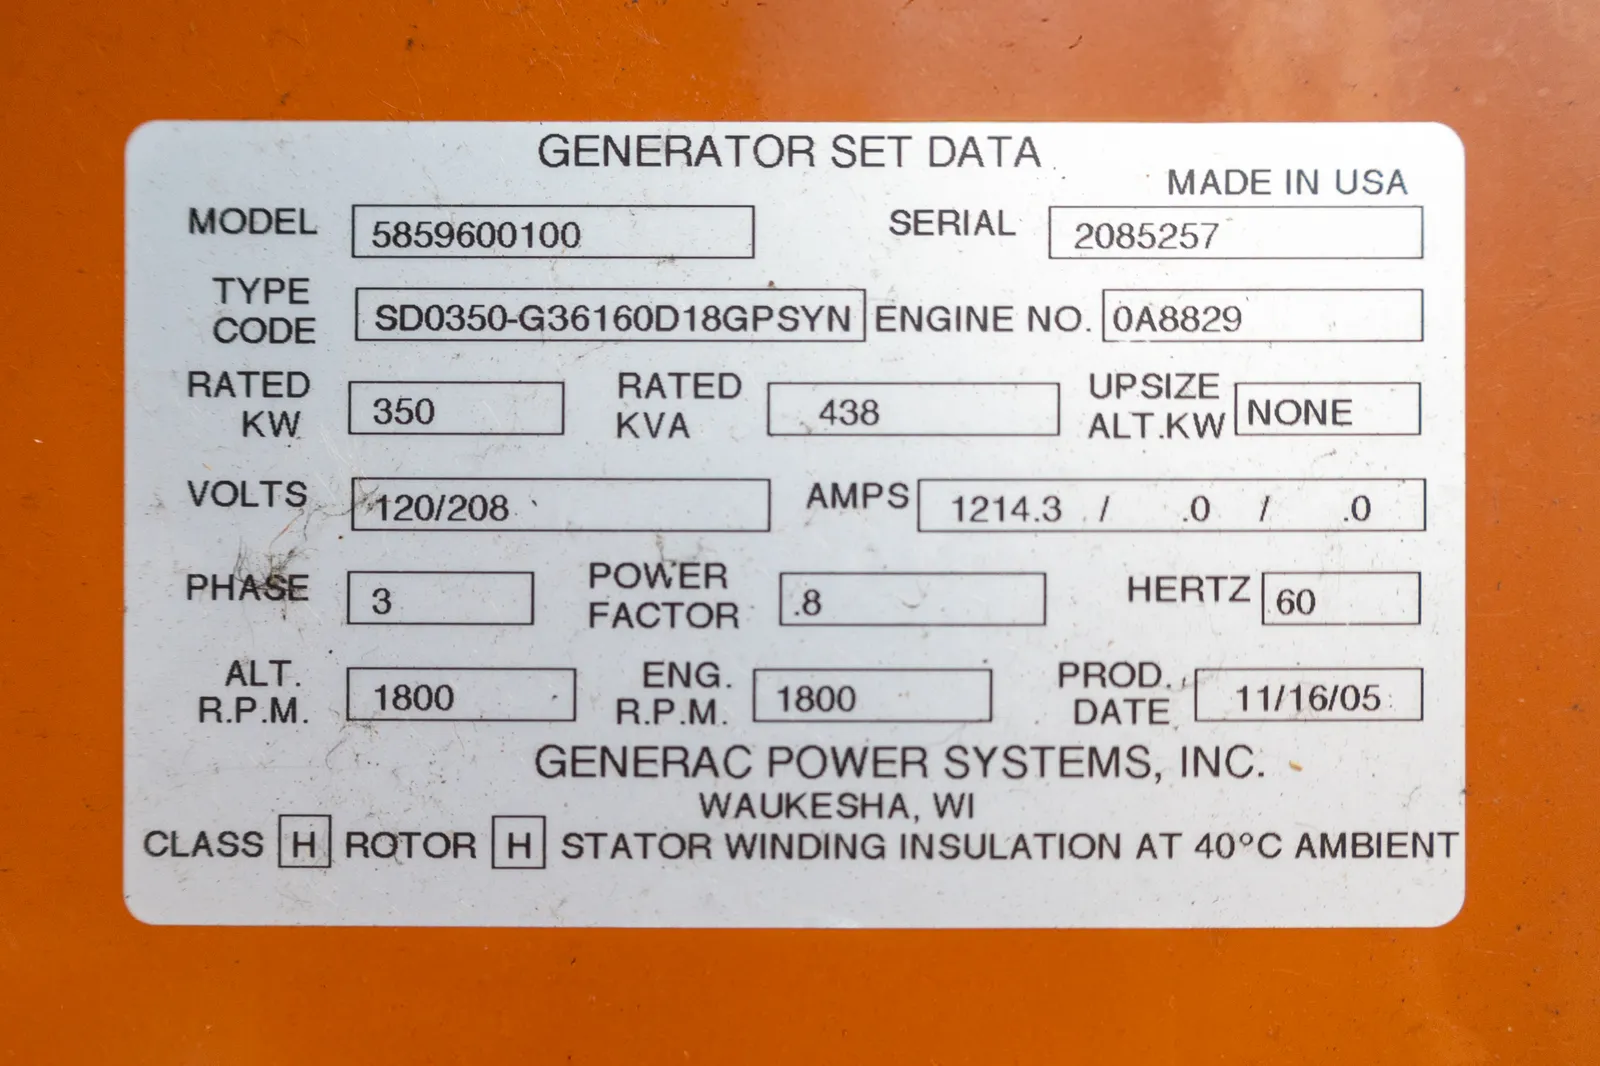 GENERATOR SET DATA
MADE IN USA
MODEL 5859600100 SERIAL 2085257
TYPE CODE SD0350-G36160D18GPSYN ENGINE NO. 0A8829
RATED KW 350 RATED KVA 438 UPSIZE ALT.KW NONE
VOLTS 120/208 AMPS 1214.3 / .0 / .0
PHASE 3 POWER FACTOR .8 HERTZ 60
ALT. R.P.M. 1800 ENG. R.P.M. 1800 PROD. DATE 11/16/05
GENERAC POWER SYSTEMS, INC.
WAUKESHA, WI
CLASS H ROTOR H STATOR WINDING INSULATION AT 40°C AMBIENT